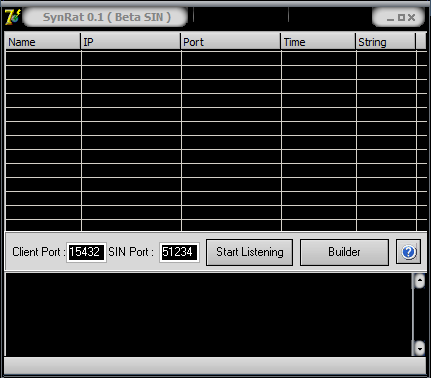 SynRat 0.1 ( Beta SIN )
Name IP Port Time String
Client Port : 15432 SIN Port : 51234 Start Listening Builder ?